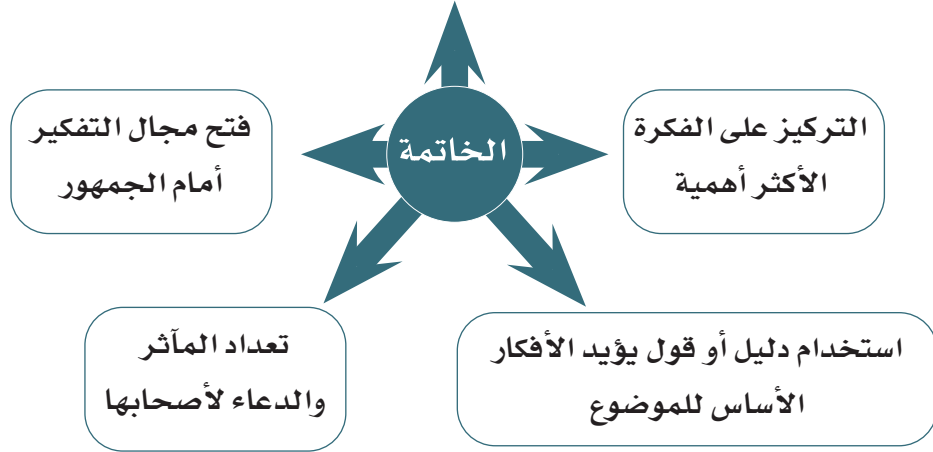 الخاتمة
التركيز على الفكرة
الأكثر أهمية
فتح مجال التفكير
أمام الجمهور
استخدام دليل أو قول يؤيد الأفكار
الأساس للموضوع
تعداد المآثر
والدعاء لأصحابها